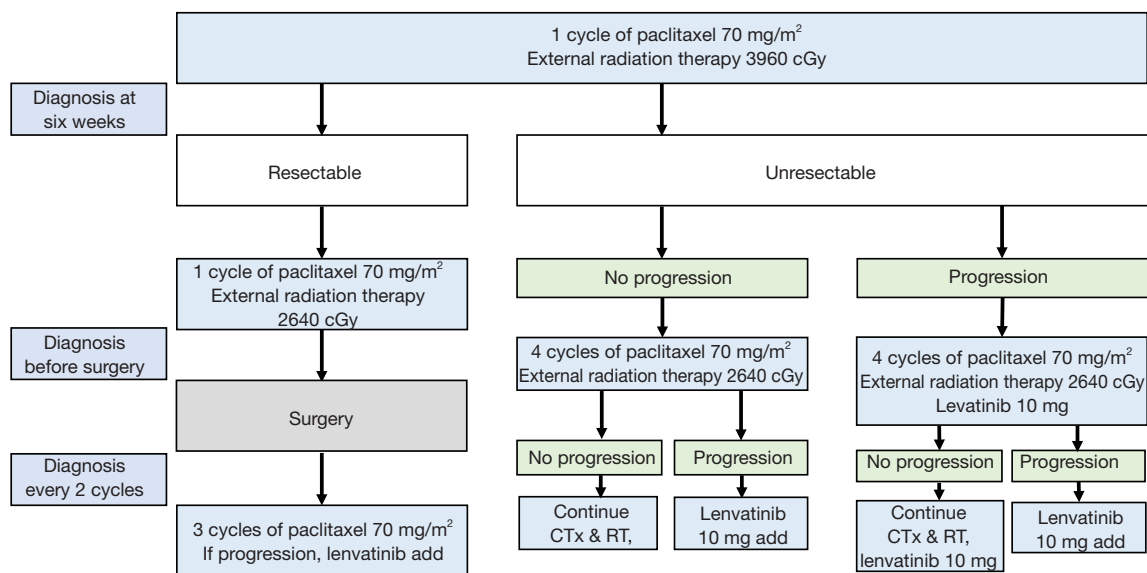 1 cycle of paclitaxel 70 mg/m²
External radiation therapy 3960 cGy
Diagnosis at
six weeks
Resectable
Unresectable
1 cycle of paclitaxel 70 mg/m²
External radiation therapy
2640 cGy
No progression
Progression
Diagnosis
before surgery
4 cycles of paclitaxel 70 mg/m²
External radiation therapy 2640 cGy
4 cycles of paclitaxel 70 mg/m²
External radiation therapy 2640 cGy
Levatinib 10 mg
Surgery
No progression
Progression
No progression
Progression
Diagnosis
every 2 cycles
3 cycles of paclitaxel 70 mg/m²
If progression, lenvatinib add
Continue
CTx & RT,
Lenvatinib
10 mg add
Continue
CTx & RT,
lenvatinib 10 mg
Lenvatinib
10 mg add